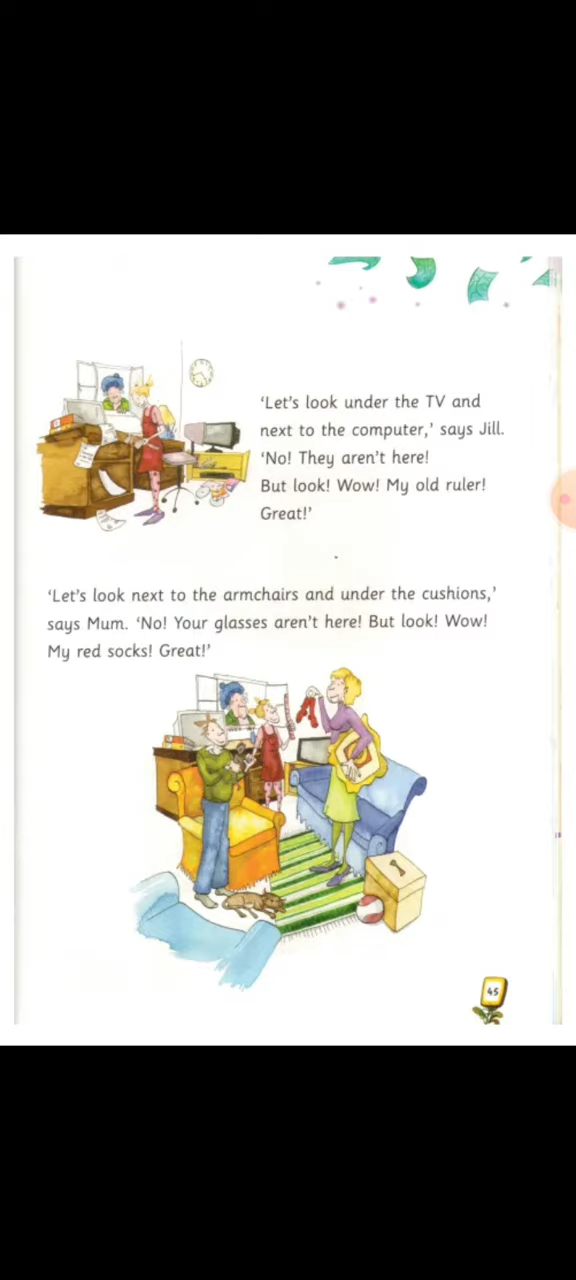 ‘Let’s look under the TV and
next to the computer,’ says Jill.
‘No! They aren’t here!
But look! Wow! My old ruler!
Great!’
‘Let’s look next to the armchairs and under the cushions,’
says Mum. ‘No! Your glasses aren’t here! But look! Wow!
My red socks! Great!’
45